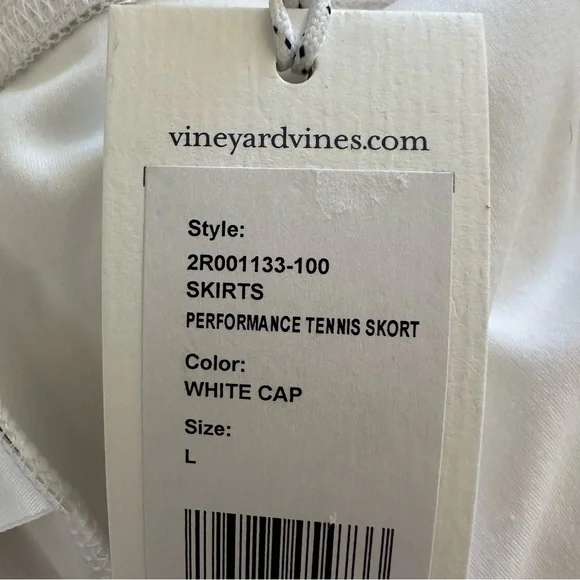 vineyardvines.com
Style:
2R001133-100
SKIRTS
PERFORMANCE TENNIS SKORT
Color:
WHITE CAP
Size:
L